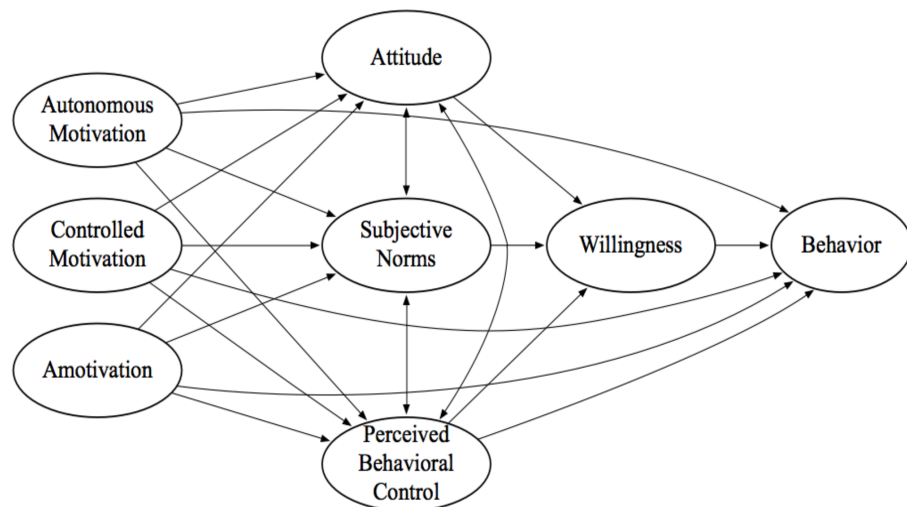 Attitude
Autonomous
Motivation
Controlled
Motivation
Subjective
Norms
Willingness
Behavior
Amotivation
Perceived
Behavioral
Control